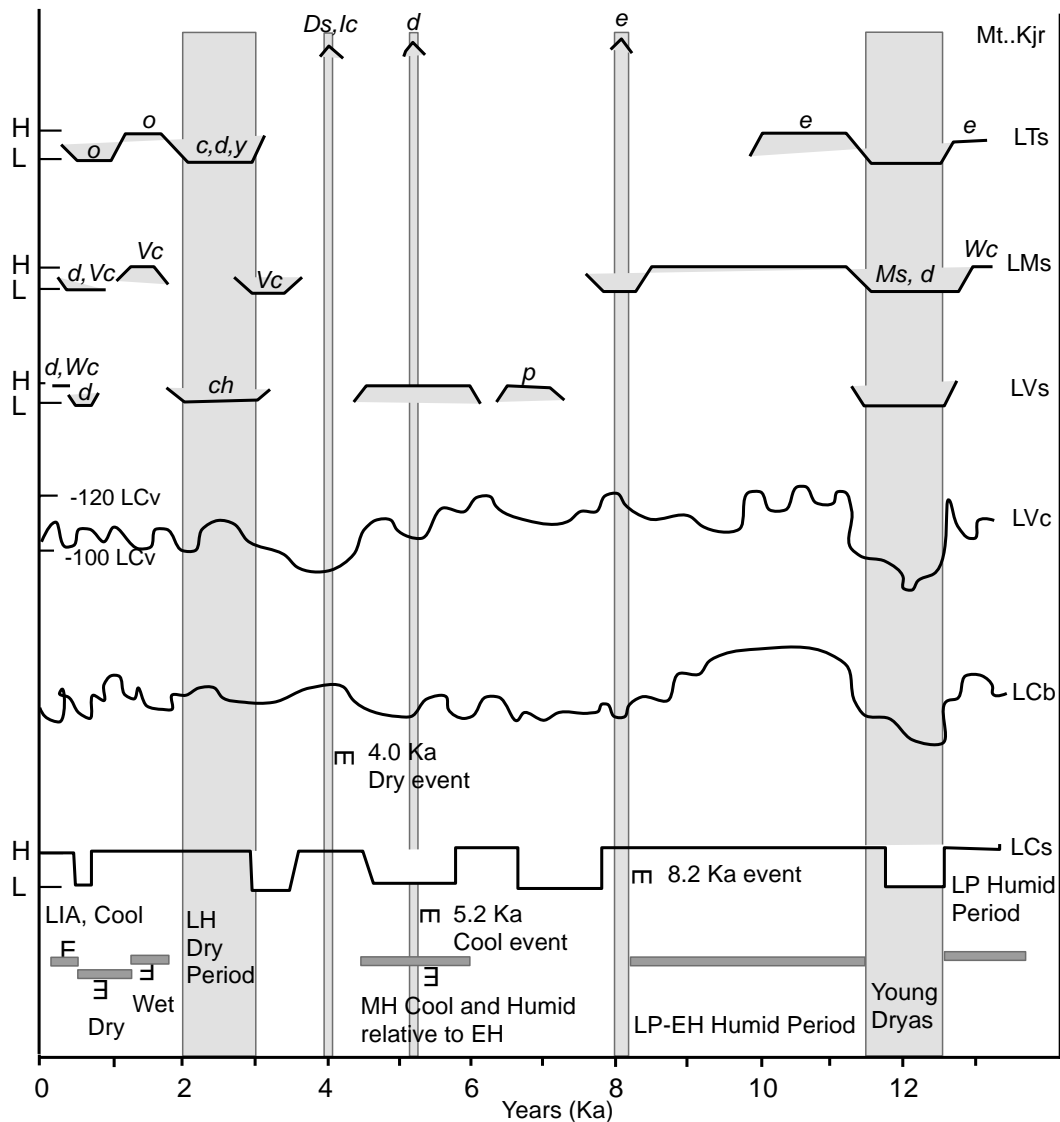 Ds,Ic
d
e
Mt..Kjr
H
L
o
o
c,d,y
e
e
LTs
H
L
d,Vc
Vc
Vc
Ms, d
Wc
LMs
d,Wc
H
L
d
ch
p
LVs
-120 LCv
-100 LCv
LVc
LCb
E
4.0 Ka
Dry event
H
L
LCs
E
8.2 Ka event
LP Humid
Period
LIA, Cool
LH
Dry
Period
E
5.2 Ka
Cool event
E
E
E
E
Wet
Dry
MH Cool and Humid
relative to EH
LP-EH Humid Period
Young
Dryas
0
2
4
6
8
10
12
Years (Ka)